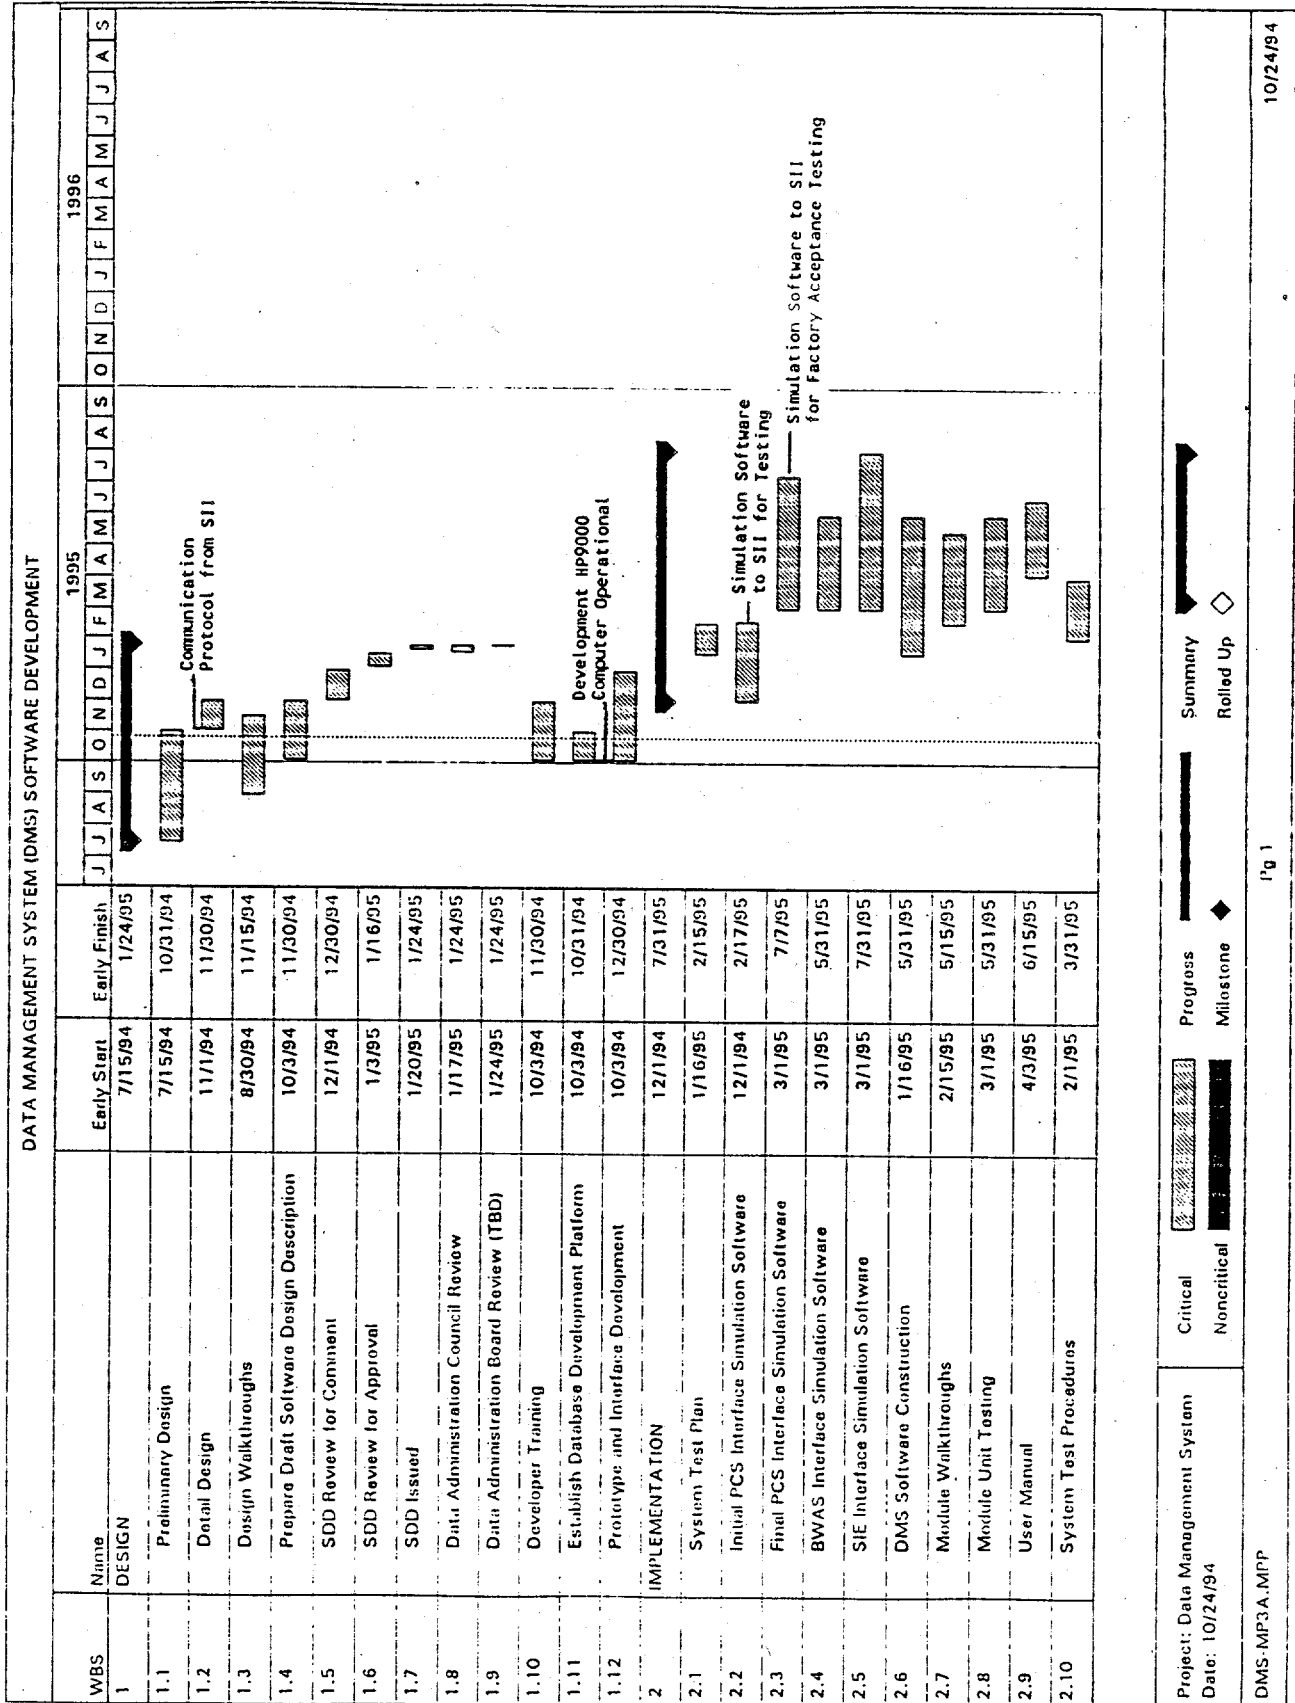 DATA MANAGEMENT SYSTEM (DMS) SOFTWARE DEVELOPMENT
1995 1996
WBS Name Early Start Early Finish J J A S O N D J F M A M J J A S O N D J F M A M J J A S
1 DESIGN 7/15/94 1/24/95
1.1 Preliminary Design 7/15/94 10/31/94
Communication
Protocol from SII
1.2 Detail Design 11/1/94 11/30/94
1.3 Design Walkthroughs 8/30/94 11/15/94
1.4 Prepare Draft Software Design Description 10/3/94 11/30/94
1.5 SDD Review for Comment 12/1/94 12/30/94
1.6 SDD Review for Approval 1/3/95 1/16/95
1.7 SDD Issued 1/20/95 1/24/95
1.8 Data Administration Council Review 1/17/95 1/24/95
1.9 Data Administration Board Review (TBD) 1/24/95 1/24/95
1.10 Developer Training 10/3/94 11/30/94
1.11 Establish Database Development Platform 10/3/94 10/31/94
Development HP9000
Computer Operational
1.12 Prototype and Interface Development 10/3/94 12/30/94
2 IMPLEMENTATION 12/1/94 7/31/95
2.1 System Test Plan 1/16/95 2/15/95
2.2 Initial PCS Interface Simulation Software 12/1/94 2/17/95
Simulation Software
to SII for Testing
2.3 Final PCS Interface Simulation Software 3/1/95 7/7/95
Simulation Software to SII
for Factory Acceptance Testing
2.4 BWAS Interface Simulation Software 3/1/95 5/31/95
2.5 SIE Interface Simulation Software 3/1/95 7/31/95
2.6 DMS Software Construction 1/16/95 5/31/95
2.7 Module Walkthroughs 2/15/95 5/15/95
2.8 Module Unit Testing 3/1/95 5/31/95
2.9 User Manual 4/3/95 6/15/95
2.10 System Test Procedures 2/1/95 3/31/95
Project: Data Management System
Date: 10/24/94
Critical Progress Summary
Noncritical Milestone Rolled Up
DMS-MP3A.MPP Pg 1 10/24/94